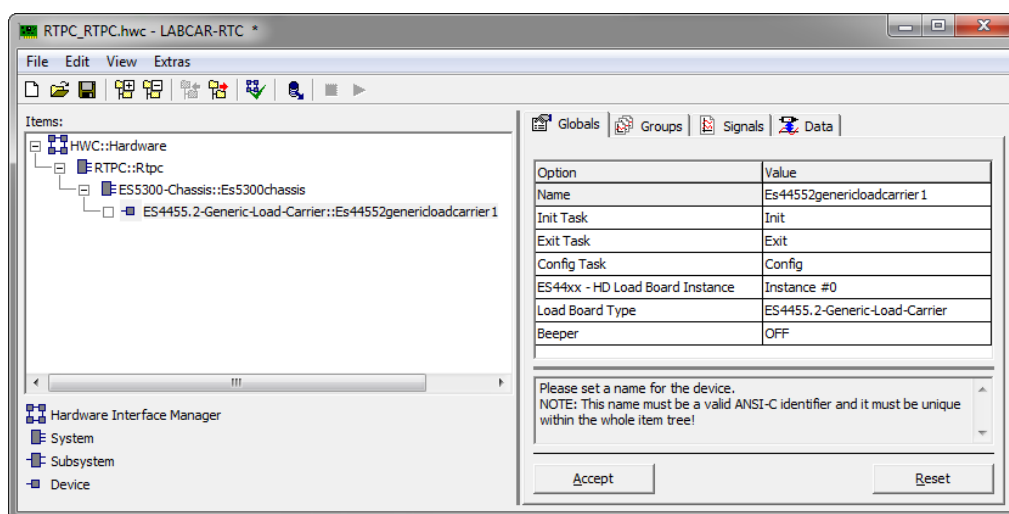 RTPC_RTPC.hwc - LABCAR-RTC *
File Edit View Extras
Items:
HWC::Hardware
RTPC::Rtpc
ES5300-Chassis::Es5300chassis
ES4455.2-Generic-Load-Carrier::Es44552genericloadcarrier1
Hardware Interface Manager
System
Subsystem
Device
Globals Groups Signals Data
Option Value
Name Es44552genericloadcarrier1
Init Task Init
Exit Task Exit
Config Task Config
ES44xx - HD Load Board Instance Instance #0
Load Board Type ES4455.2-Generic-Load-Carrier
Beeper OFF
Please set a name for the device.
NOTE: This name must be a valid ANSI-C identifier and it must be unique
within the whole item tree!
Accept Reset